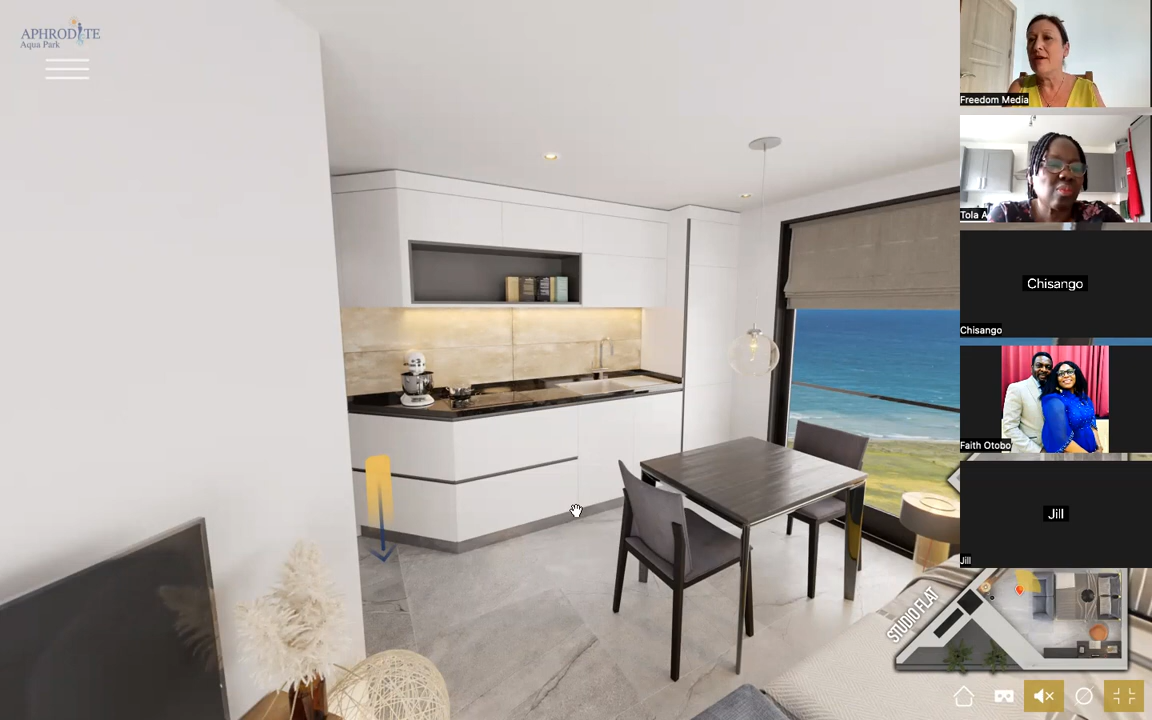 APHRODITE
Aqua Park
Freedom Media
Tola A
Chisango
Chisango
Faith Otobo
Jill
Jill
STUDIO FLAT